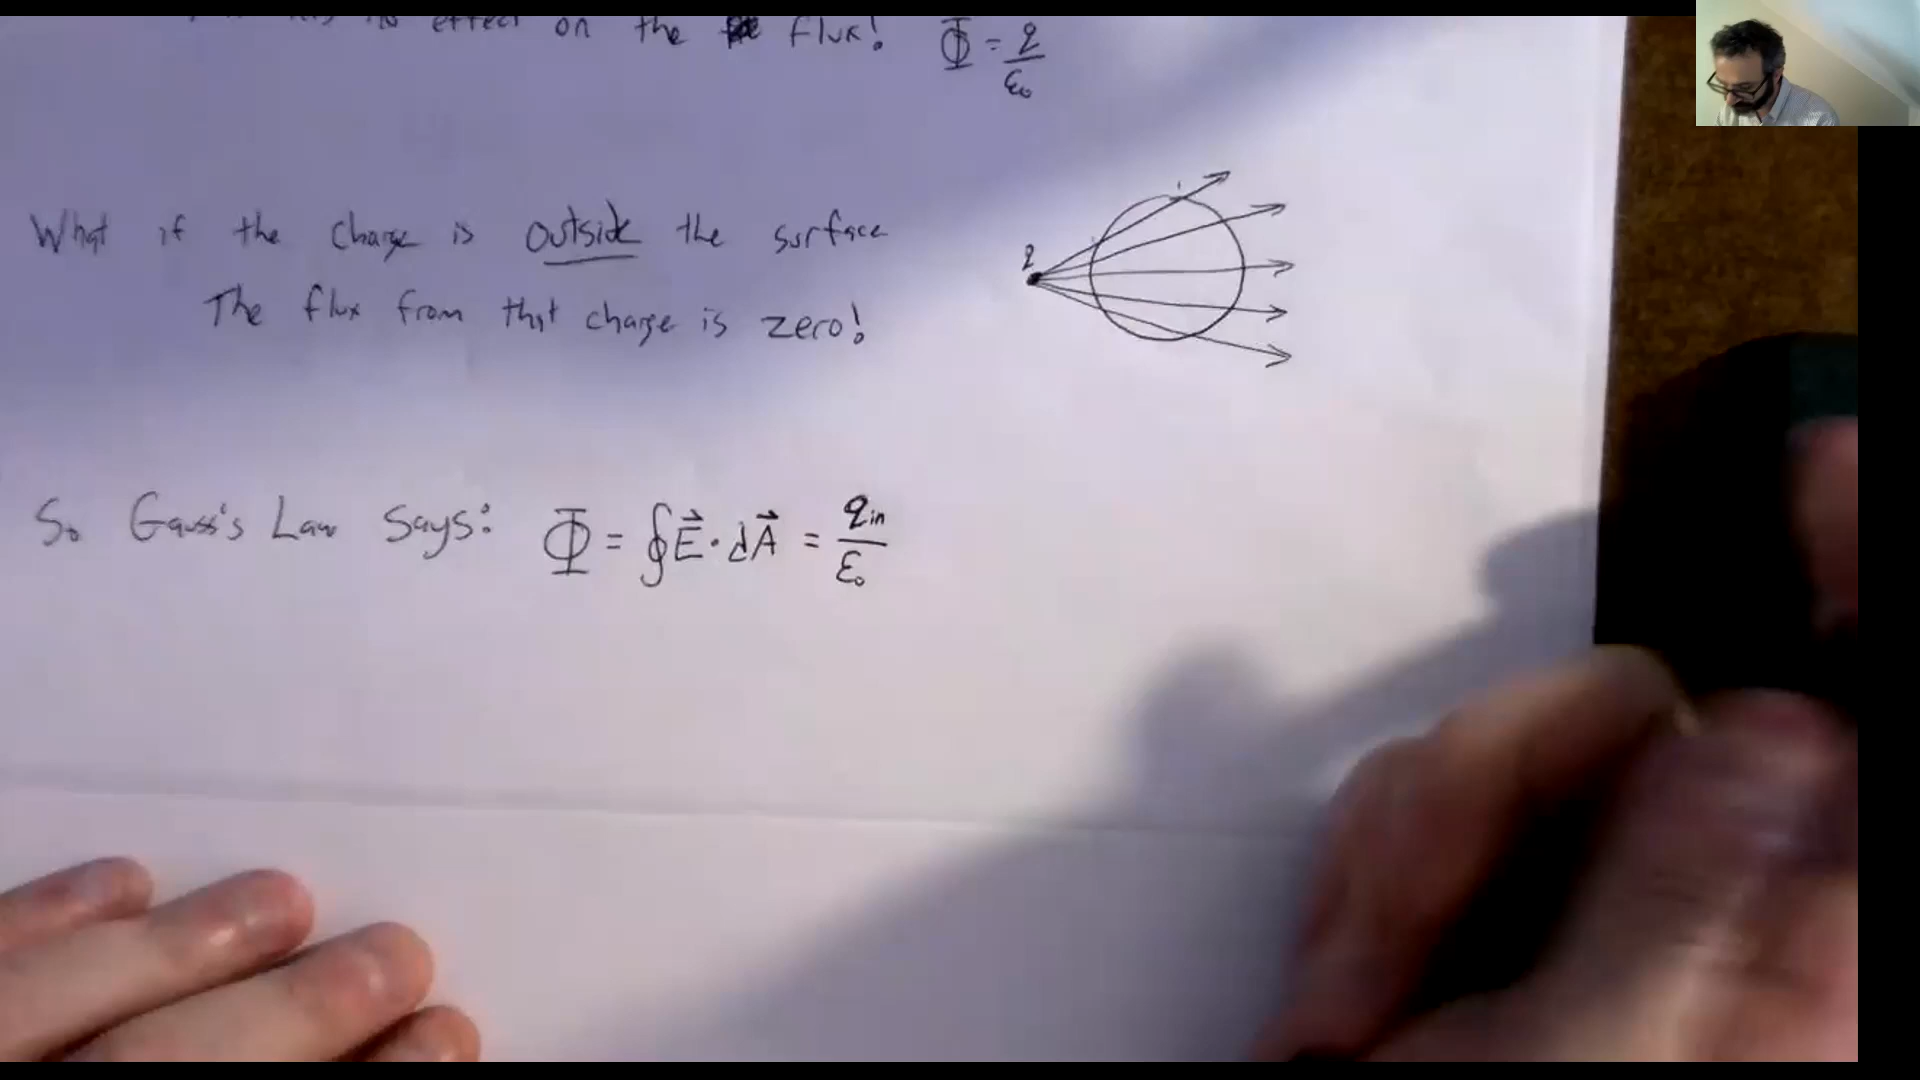 effect on the flux! Φ = q/ε₀
What if the charge is outside the surface
q
The flux from that charge is zero!
So Gauss's Law says: Φ = ∮E⃗·dA⃗ = q_in/ε₀